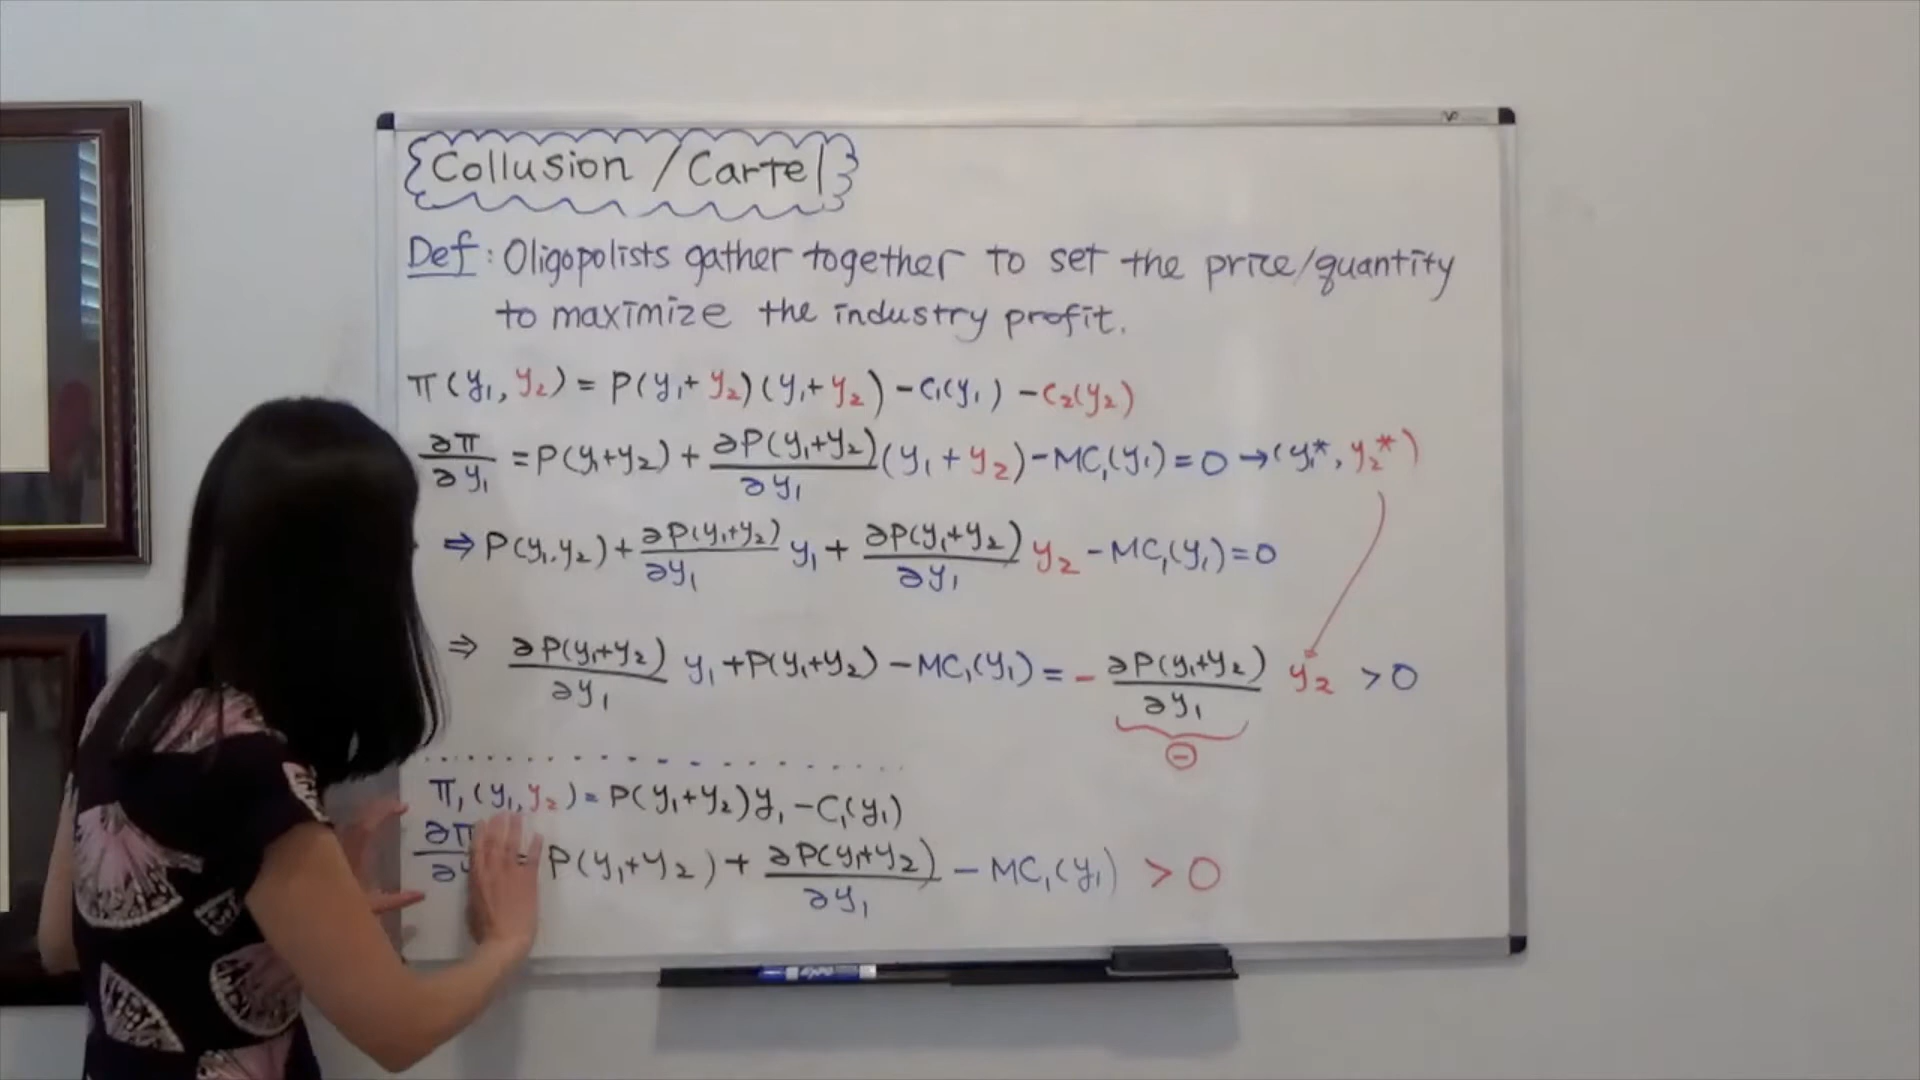 Collusion / Cartel
Def : Oligopolists gather together to set the price/quantity
to maximize the industry profit.
π(y₁, y₂) = P(y₁+y₂)(y₁+y₂) - C₁(y₁) - C₂(y₂)
∂π/∂y₁ = P(y₁+y₂) + ∂P(y₁+y₂)/∂y₁ (y₁+y₂) - MC₁(y₁) = 0 → (y₁*, y₂*)
⇒ P(y₁,y₂) + ∂P(y₁+y₂)/∂y₁ y₁ + ∂P(y₁+y₂)/∂y₁ y₂ - MC₁(y₁) = 0
⇒ ∂P(y₁+y₂)/∂y₁ y₁ + P(y₁+y₂) - MC₁(y₁) = - ∂P(y₁+y₂)/∂y₁ y₂ > 0
⊖
π₁(y₁,y₂) = P(y₁+y₂)y₁ - C₁(y₁)
∂π/∂y = P(y₁+y₂) + ∂P(y₁+y₂)/∂y₁ - MC₁(y₁) > 0
EXPO